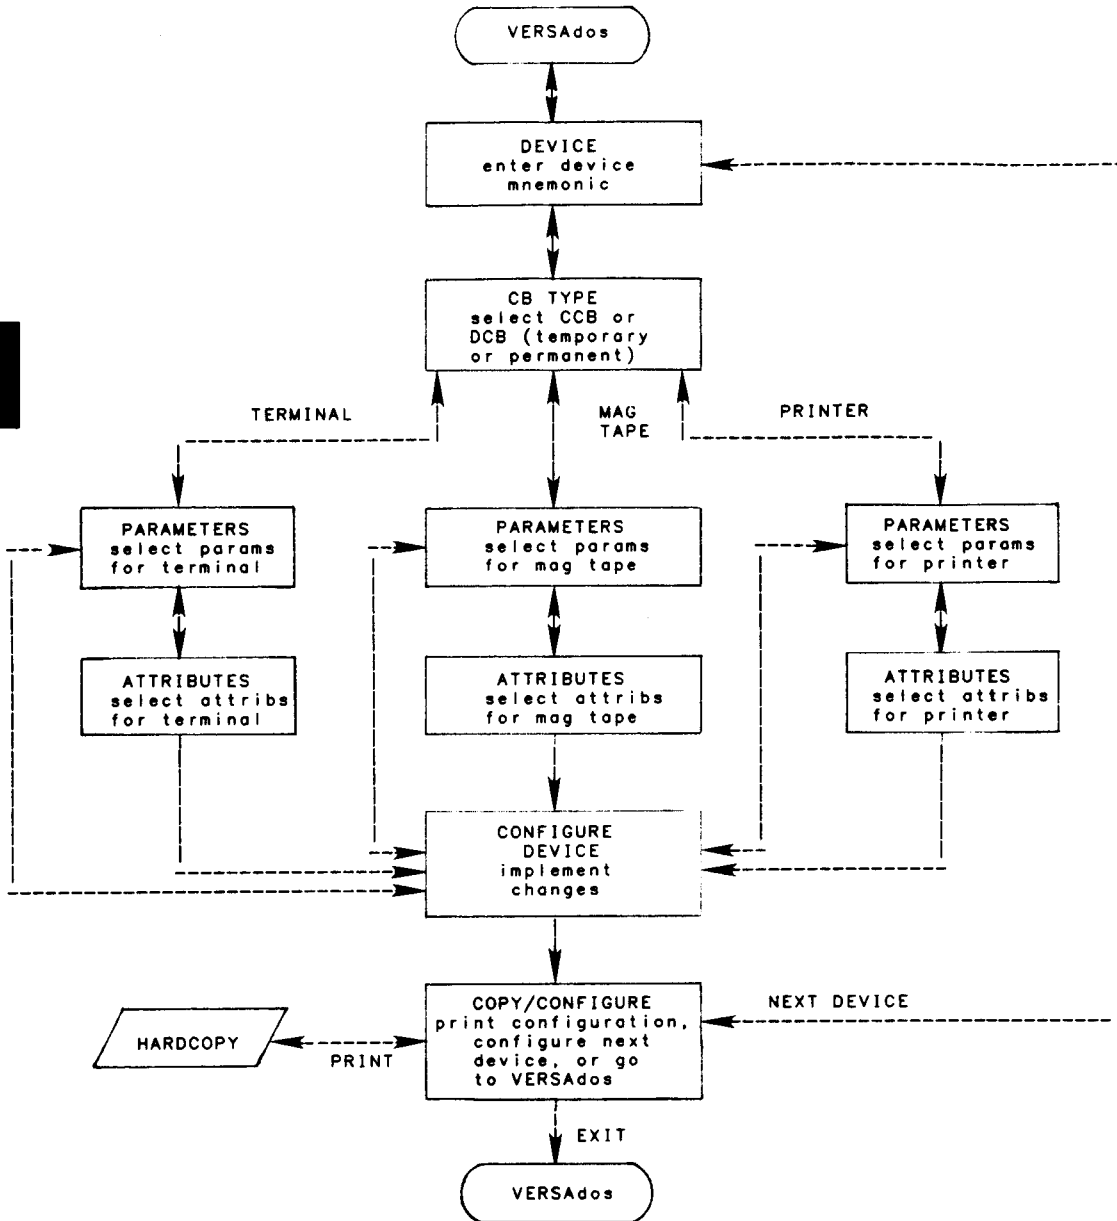 VERSAdos
DEVICE
enter device
mnemonic
CB TYPE
select CCB or
DCB (temporary
or permanent)
TERMINAL
MAG
TAPE
PRINTER
PARAMETERS
select params
for terminal
PARAMETERS
select params
for mag tape
PARAMETERS
select params
for printer
ATTRIBUTES
select attribs
for terminal
ATTRIBUTES
select attribs
for mag tape
ATTRIBUTES
select attribs
for printer
CONFIGURE
DEVICE
implement
changes
COPY/CONFIGURE
print configuration,
configure next
device, or go
to VERSAdos
NEXT DEVICE
HARDCOPY
PRINT
EXIT
VERSAdos